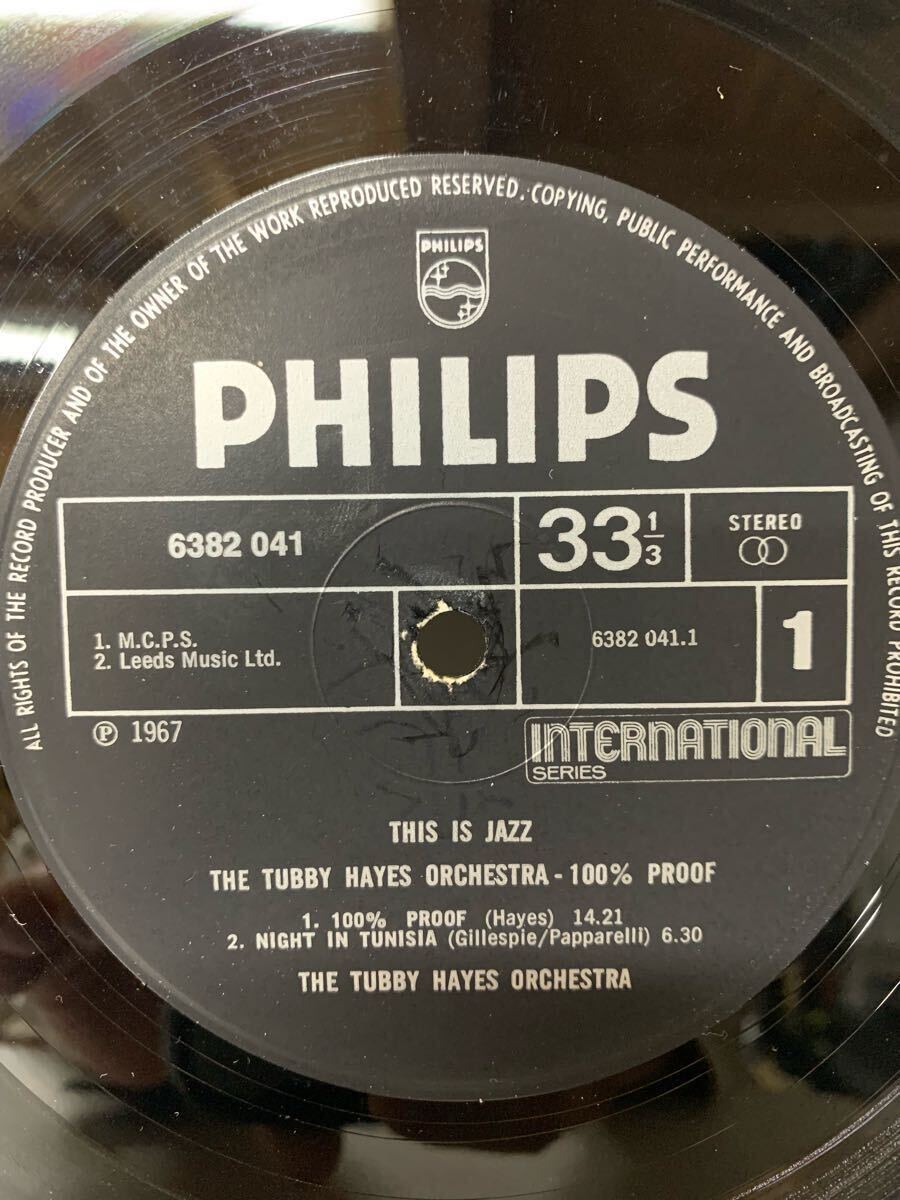 ALL RIGHTS OF THE RECORD PRODUCER AND OF THE OWNER OF THE WORK REPRODUCED RESERVED. COPYING, PUBLIC PERFORMANCE AND BROADCASTING OF THIS RECORD PROHIBITED
PHILIPS
PHILIPS
6382 041
33 1/3
STEREO
1. M.C.P.S.
2. Leeds Music Ltd.
6382 041.1
1
℗ 1967
INTERNATIONAL
SERIES
THIS IS JAZZ
THE TUBBY HAYES ORCHESTRA - 100% PROOF
1. 100% PROOF (Hayes) 14.21
2. NIGHT IN TUNISIA (Gillespie/Papparelli) 6.30
THE TUBBY HAYES ORCHESTRA